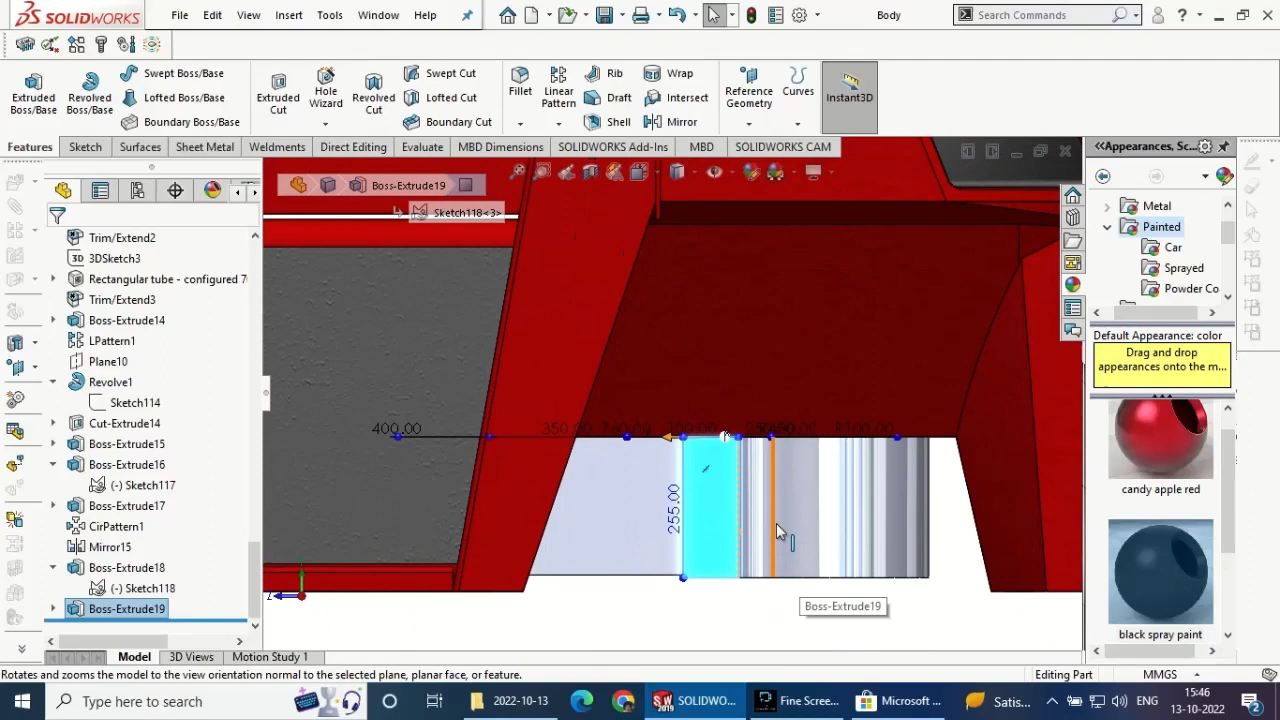 SOLIDWORKS
File Edit View Insert Tools Window Help
Body
Search Commands
Extruded Boss/Base
Revolved Boss/Base
Swept Boss/Base
Lofted Boss/Base
Boundary Boss/Base
Extruded Cut
Hole Wizard
Revolved Cut
Swept Cut
Lofted Cut
Boundary Cut
Fillet
Linear Pattern
Rib
Draft
Shell
Wrap
Intersect
Mirror
Reference Geometry
Curves
Instant3D
Features Sketch Surfaces Sheet Metal Weldments Direct Editing Evaluate MBD Dimensions SOLIDWORKS Add-Ins MBD SOLIDWORKS CAM
Boss-Extrude19
Sketch118<3>
Trim/Extend2
3DSketch3
Rectangular tube - configured 7(
Trim/Extend3
Boss-Extrude14
LPattern1
Plane10
Revolve1
Sketch114
Cut-Extrude14
Boss-Extrude15
Boss-Extrude16
(-) Sketch117
Boss-Extrude17
CirPattern1
Mirror15
Boss-Extrude18
(-) Sketch118
Boss-Extrude19
400.00
255.00
Z
Boss-Extrude19
Appearances, Sc
Metal
Painted
Car
Sprayed
Powder Co
Default Appearance: color
Drag and drop
appearances onto the m...
candy apple red
black spray paint
Model 3D Views Motion Study 1
Rotates and zooms the model to the view orientation normal to the selected plane, planar face, or feature.
Editing Part
MMGS
Type here to search
2022-10-13
SOLIDWO...
Fine Screen...
Microsoft ...
Satis...
ENG
15:46
13-10-2022
2